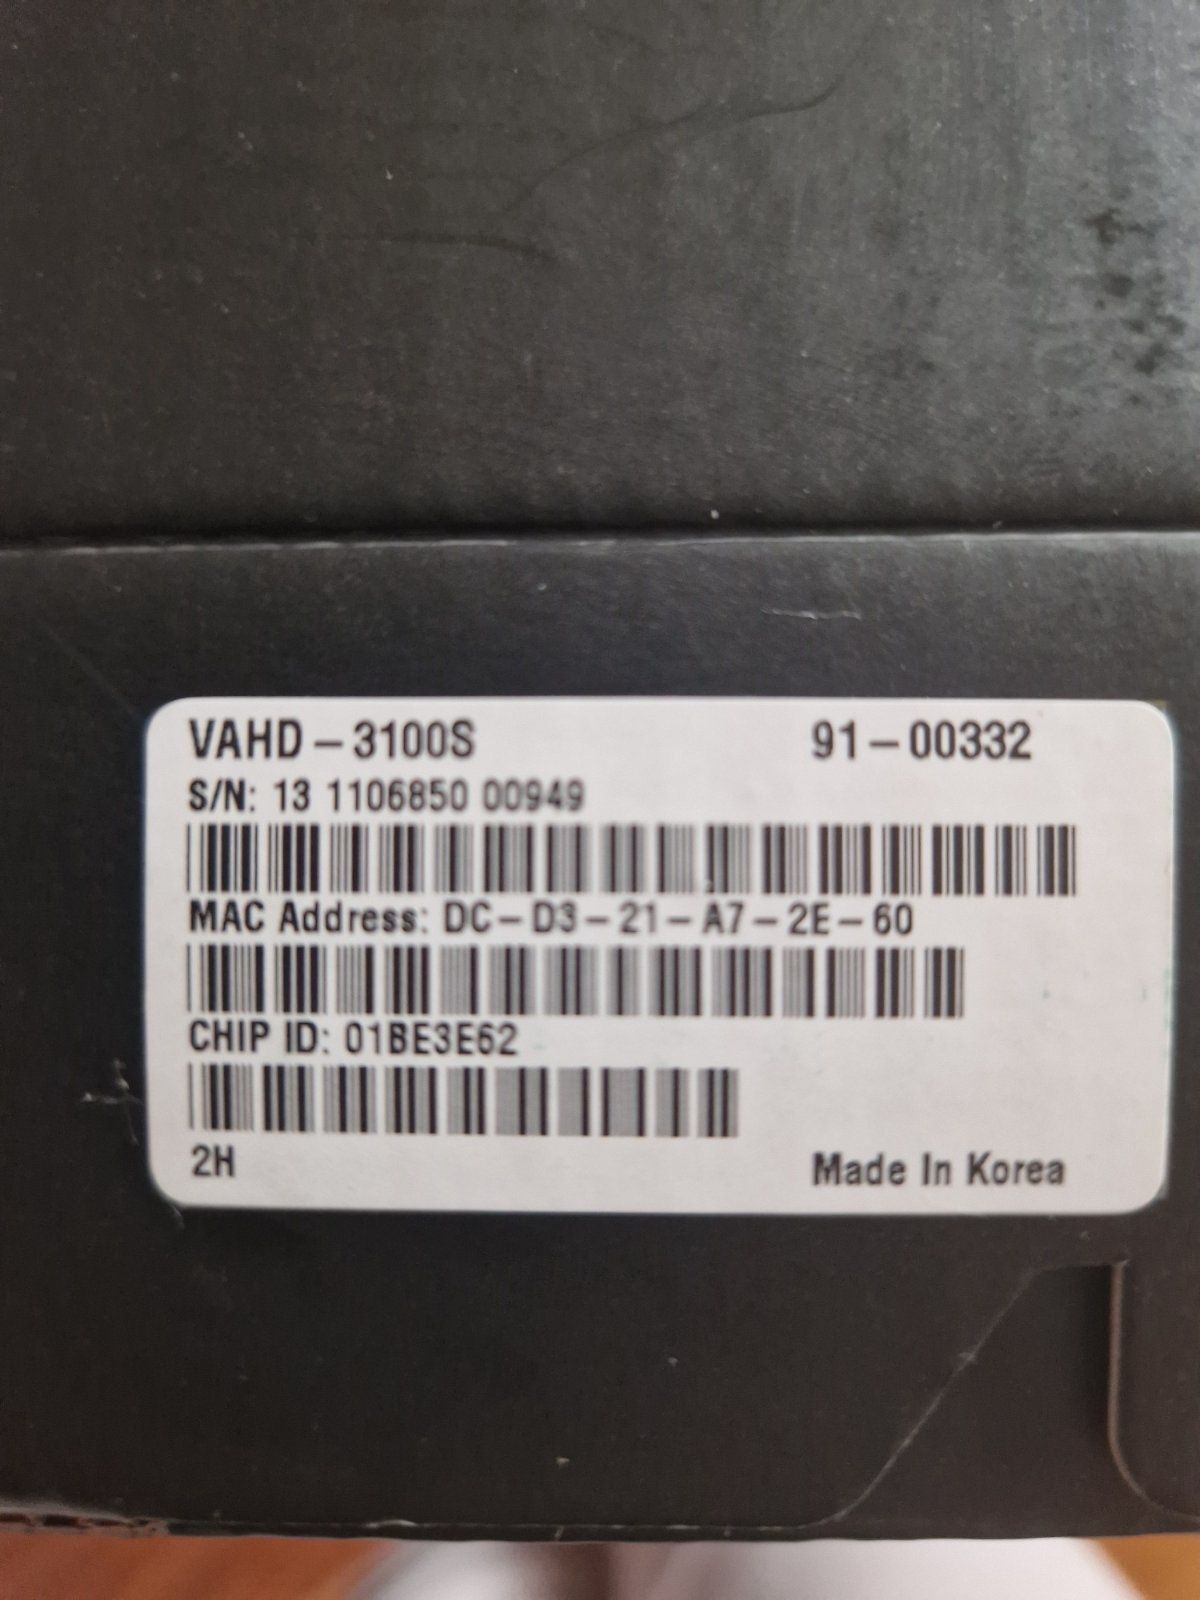 VAHD-3100S 91-00332
S/N: 13 1106850 00949
MAC Address: DC-D3-21-A7-2E-60
CHIP ID: 01BE3E62
2H Made In Korea